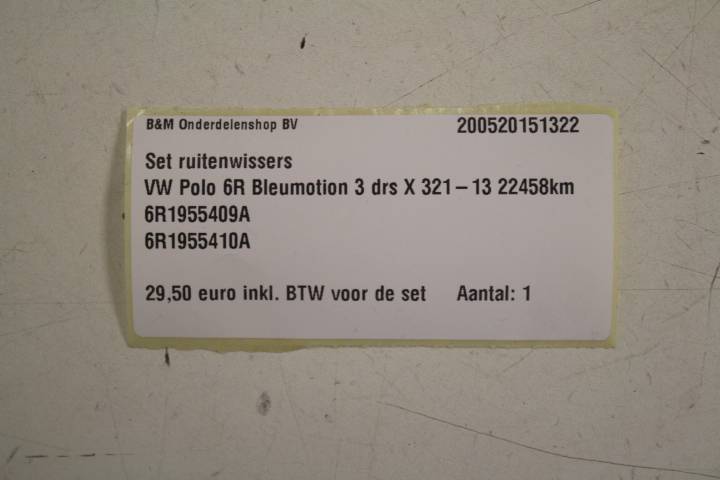 B&M Onderdelenshop BV 200520151322
Set ruitenwissers
VW Polo 6R Bleumotion 3 drs X 321 – 13 22458km
6R1955409A
6R1955410A
29,50 euro inkl. BTW voor de set Aantal: 1